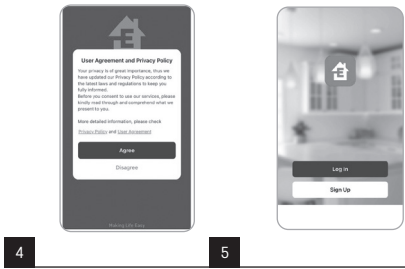 User Agreement and Privacy Policy
Your privacy is of great importance, thus we
have updated our Privacy Policy according to
the latest laws and regulations to keep you
fully informed.
Before you consent to use our services, please
kindly read through and comprehend what we
present to you.
More detailed information, please check
Privacy Policy and User Agreement
Agree
Disagree
Making Life Easy
4
Log in
Sign Up
5